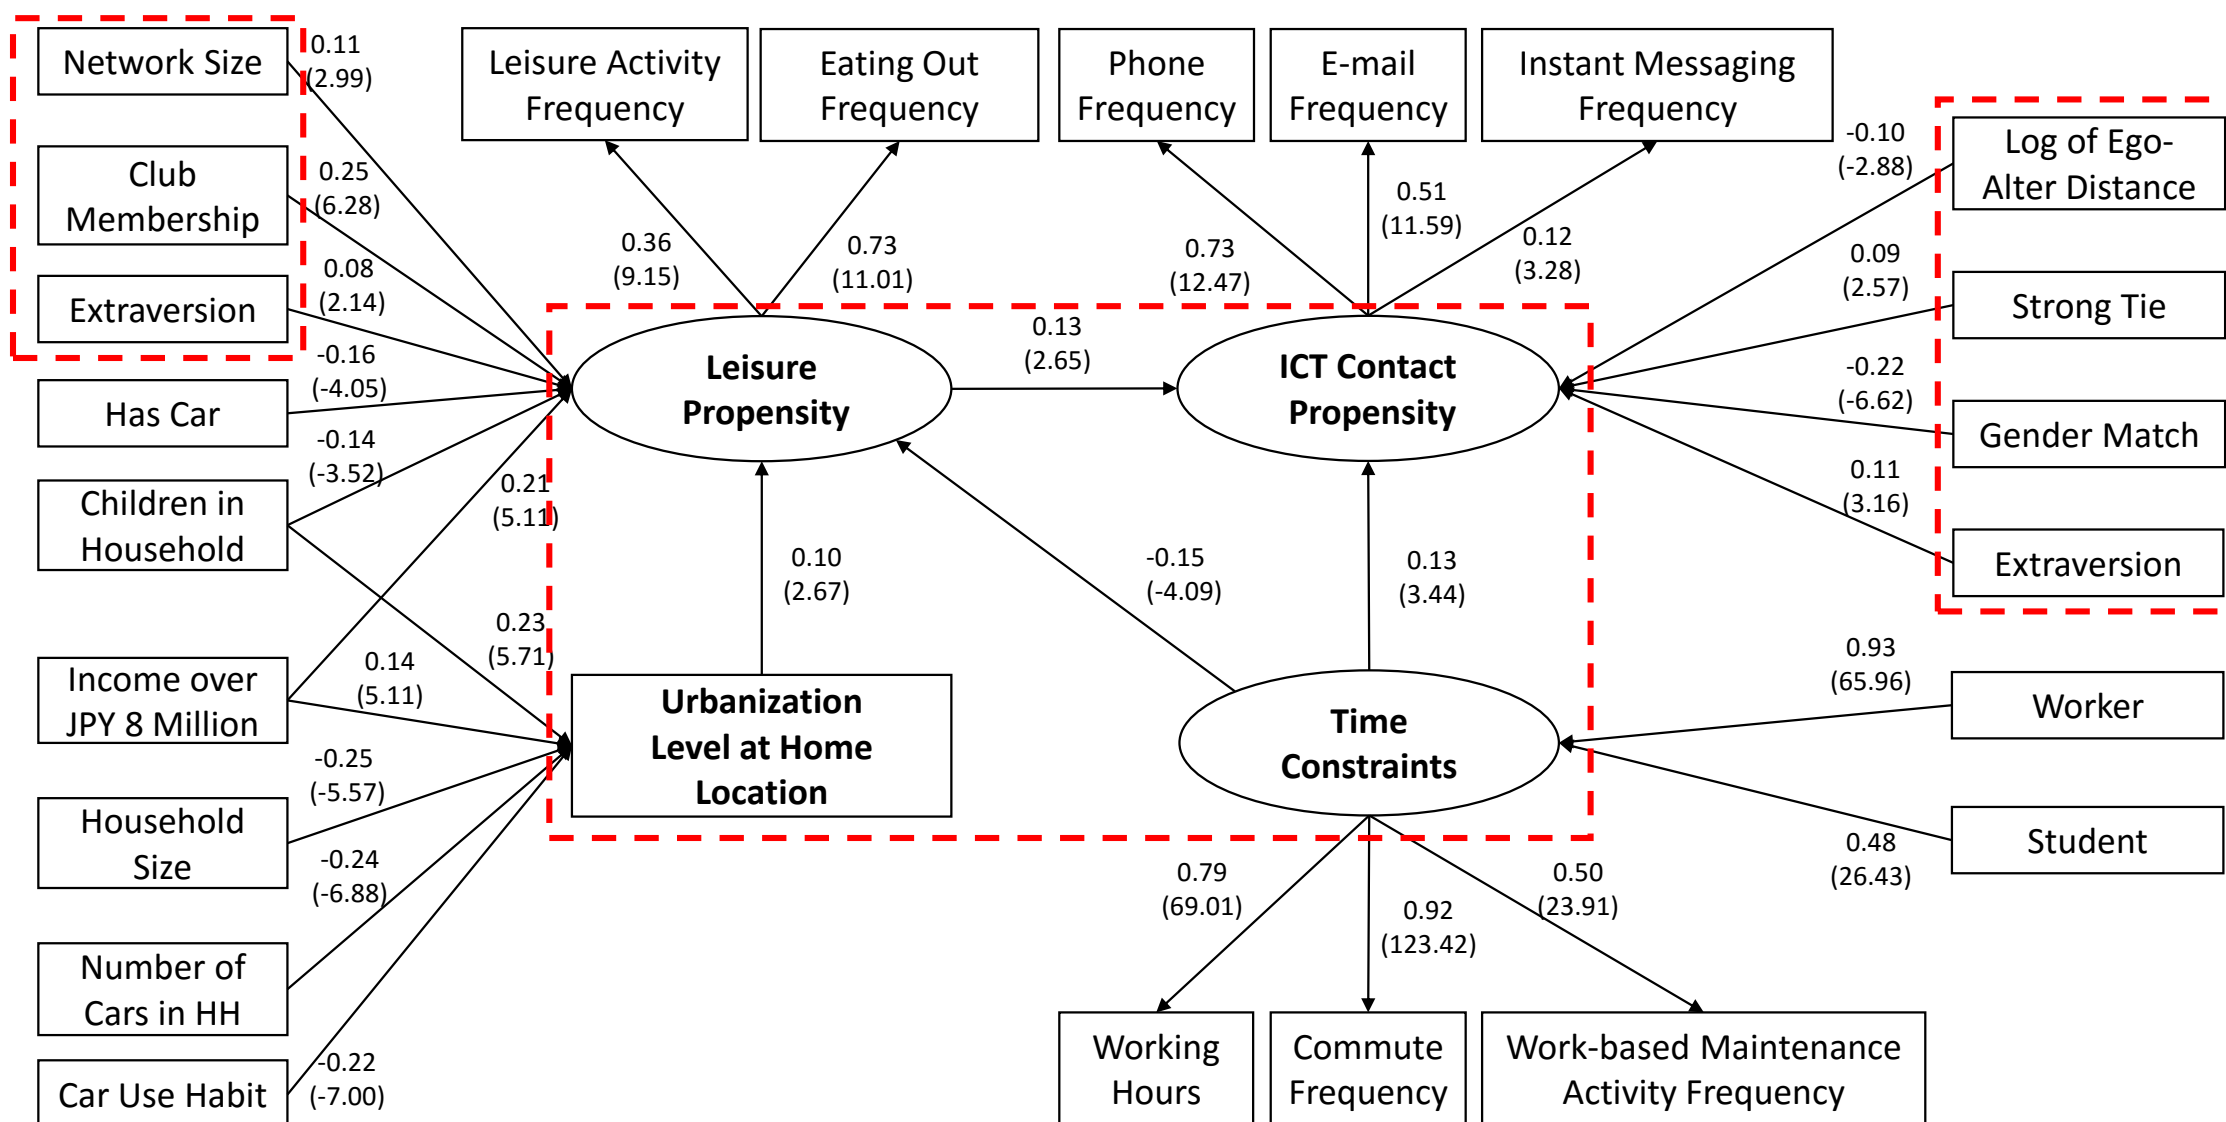 Network Size
0.11
(2.99)
Club
Membership
0.25
(6.28)
Extraversion
0.08
(2.14)
Has Car
-0.16
(-4.05)
Children in
Household
-0.14
(-3.52)
0.21
(5.11)
0.23
(5.71)
Income over
JPY 8 Million
0.14
(5.11)
Household
Size
-0.25
(-5.57)
Number of
Cars in HH
-0.24
(-6.88)
Car Use Habit
-0.22
(-7.00)
Leisure Activity
Frequency
Eating Out
Frequency
0.36
(9.15)
0.73
(11.01)
Phone
Frequency
E-mail
Frequency
Instant Messaging
Frequency
0.73
(12.47)
0.51
(11.59)
0.12
(3.28)
Leisure
Propensity
0.13
(2.65)
ICT Contact
Propensity
0.10
(2.67)
-0.15
(-4.09)
0.13
(3.44)
Urbanization
Level at Home
Location
Time
Constraints
0.79
(69.01)
0.92
(123.42)
0.50
(23.91)
Working
Hours
Commute
Frequency
Work-based Maintenance
Activity Frequency
-0.10
(-2.88)
Log of Ego-
Alter Distance
0.09
(2.57)
Strong Tie
-0.22
(-6.62)
Gender Match
0.11
(3.16)
Extraversion
0.93
(65.96)
Worker
0.48
(26.43)
Student